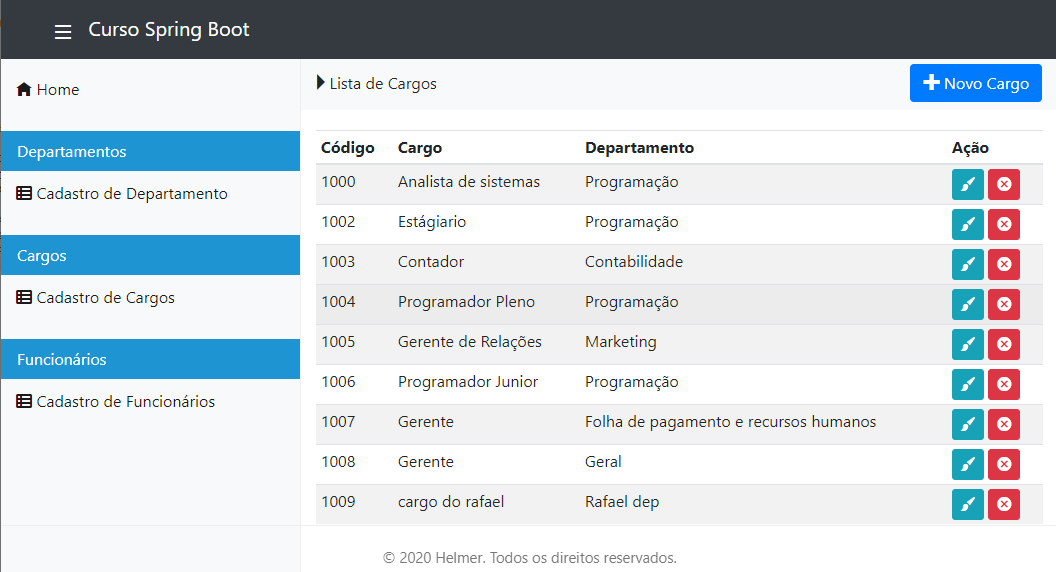 Curso Spring Boot
Home
Departamentos
Cadastro de Departamento
Cargos
Cadastro de Cargos
Funcionários
Cadastro de Funcionários
Lista de Cargos
Novo Cargo
Código Cargo Departamento Ação
1000 Analista de sistemas Programação
1002 Estágiario Programação
1003 Contador Contabilidade
1004 Programador Pleno Programação
1005 Gerente de Relações Marketing
1006 Programador Junior Programação
1007 Gerente Folha de pagamento e recursos humanos
1008 Gerente Geral
1009 cargo do rafael Rafael dep
© 2020 Helmer. Todos os direitos reservados.